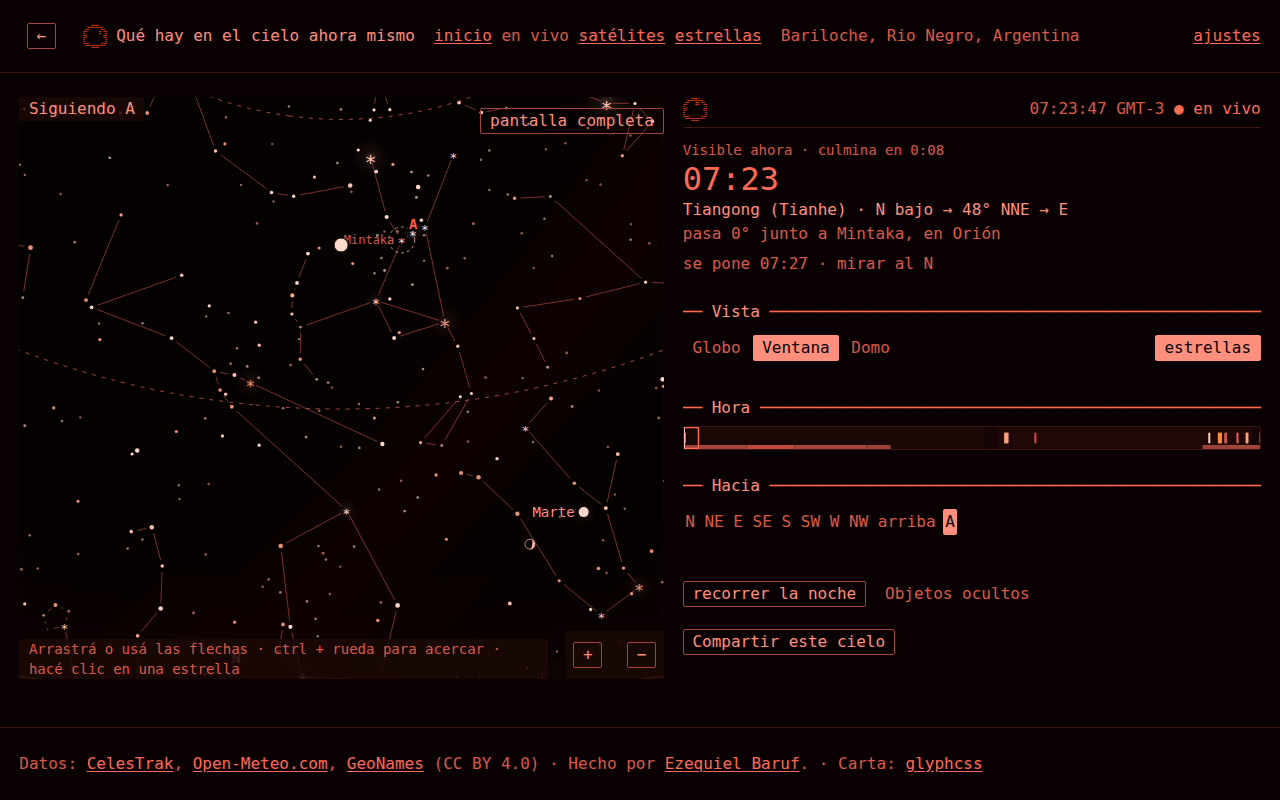 ← Qué hay en el cielo ahora mismo inicio en vivo satélites estrellas Bariloche, Rio Negro, Argentina ajustes
Siguiendo A
pantalla completa
A
Mintaka
Marte
N
Arrastrá o usá las flechas · ctrl + rueda para acercar ·
hacé clic en una estrella
+ −
07:23:47 GMT-3 ● en vivo
Visible ahora · culmina en 0:08
07:23
Tiangong (Tianhe) · N bajo → 48° NNE → E
pasa 0° junto a Mintaka, en Orión
se pone 07:27 · mirar al N
Vista
Globo Ventana Domo estrellas
Hora
Hacia
N NE E SE S SW W NW arriba A
recorrer la noche Objetos ocultos
Compartir este cielo
Datos: CelesTrak, Open-Meteo.com, GeoNames (CC BY 4.0) · Hecho por Ezequiel Baruf. · Carta: glyphcss